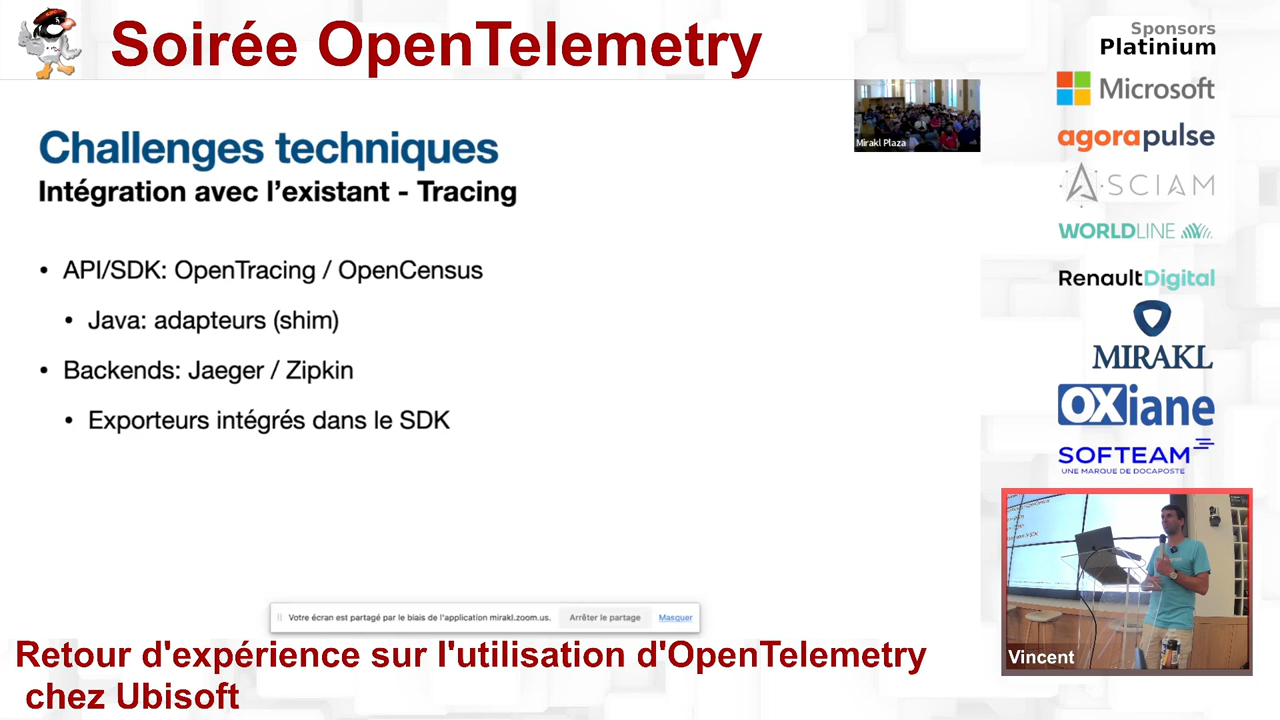 Soirée OpenTelemetry
Sponsors
Platinium
Microsoft
agorapulse
ASCIAM
WORLDLINE
RenaultDigital
MIRAKL
OXiane
SOFTEAM
UNE MARQUE DE DOCAPOSTE
Mirakl Plaza
Challenges techniques
Intégration avec l'existant - Tracing
• API/SDK: OpenTracing / OpenCensus
• Java: adapteurs (shim)
• Backends: Jaeger / Zipkin
• Exporteurs intégrés dans le SDK
Votre écran est partagé par le biais de l'application mirakl.zoom.us. Arrêter le partage Masquer
Vincent
Retour d'expérience sur l'utilisation d'OpenTelemetry
chez Ubisoft